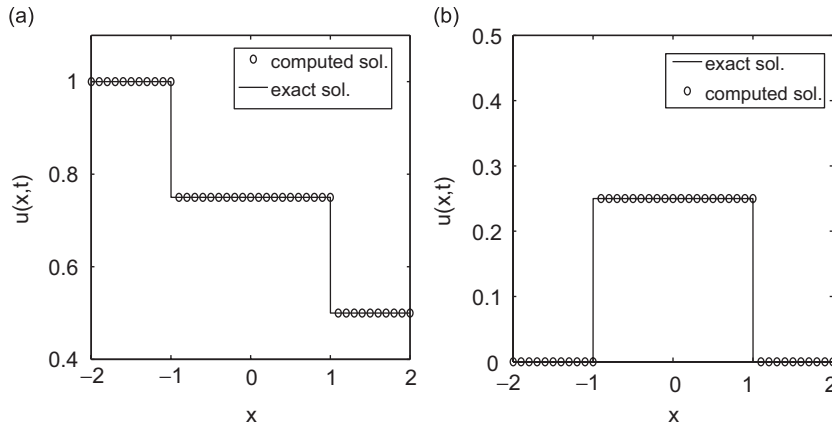 (a)
1
0.8
0.6
0.4
u(x,t)
computed sol.
exact sol.
−2
−1
0
1
2
x
(b)
0.5
0.4
0.3
0.2
0.1
0
u(x,t)
exact sol.
computed sol.
−2
−1
0
1
2
x